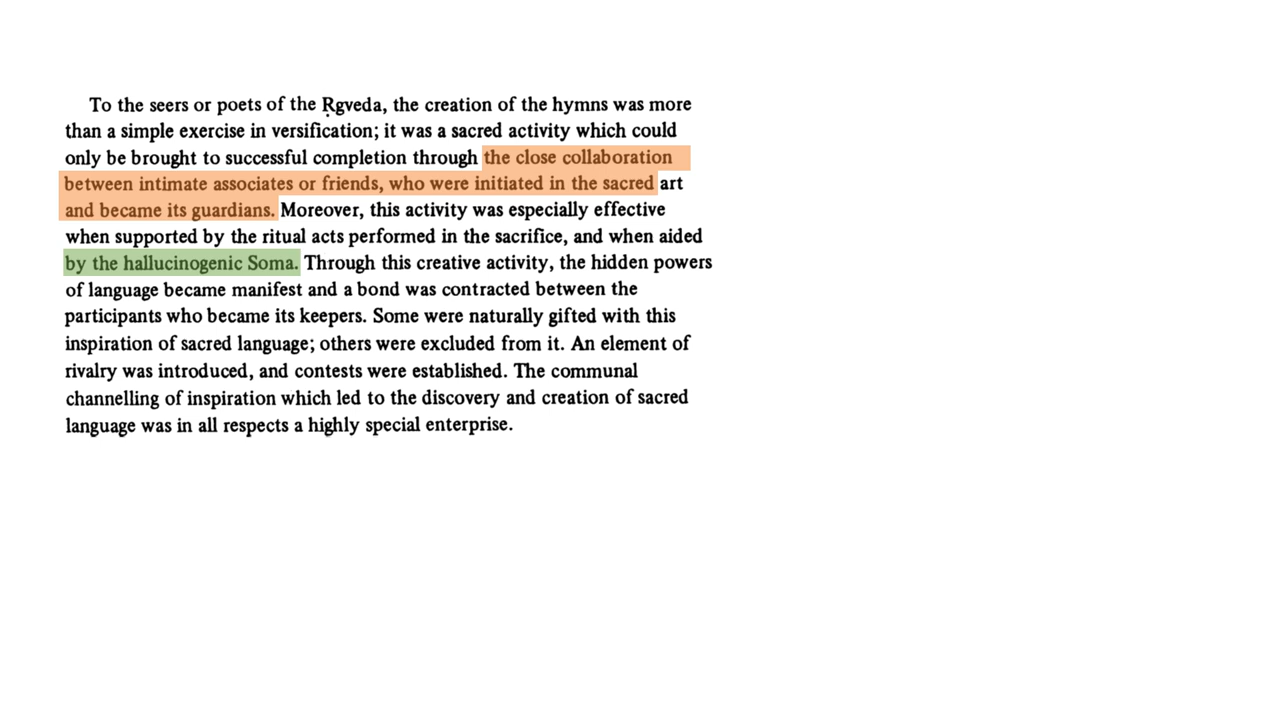 To the seers or poets of the Ṛgveda, the creation of the hymns was more
than a simple exercise in versification; it was a sacred activity which could
only be brought to successful completion through the close collaboration
between intimate associates or friends, who were initiated in the sacred art
and became its guardians. Moreover, this activity was especially effective
when supported by the ritual acts performed in the sacrifice, and when aided
by the hallucinogenic Soma. Through this creative activity, the hidden powers
of language became manifest and a bond was contracted between the
participants who became its keepers. Some were naturally gifted with this
inspiration of sacred language; others were excluded from it. An element of
rivalry was introduced, and contests were established. The communal
channelling of inspiration which led to the discovery and creation of sacred
language was in all respects a highly special enterprise.